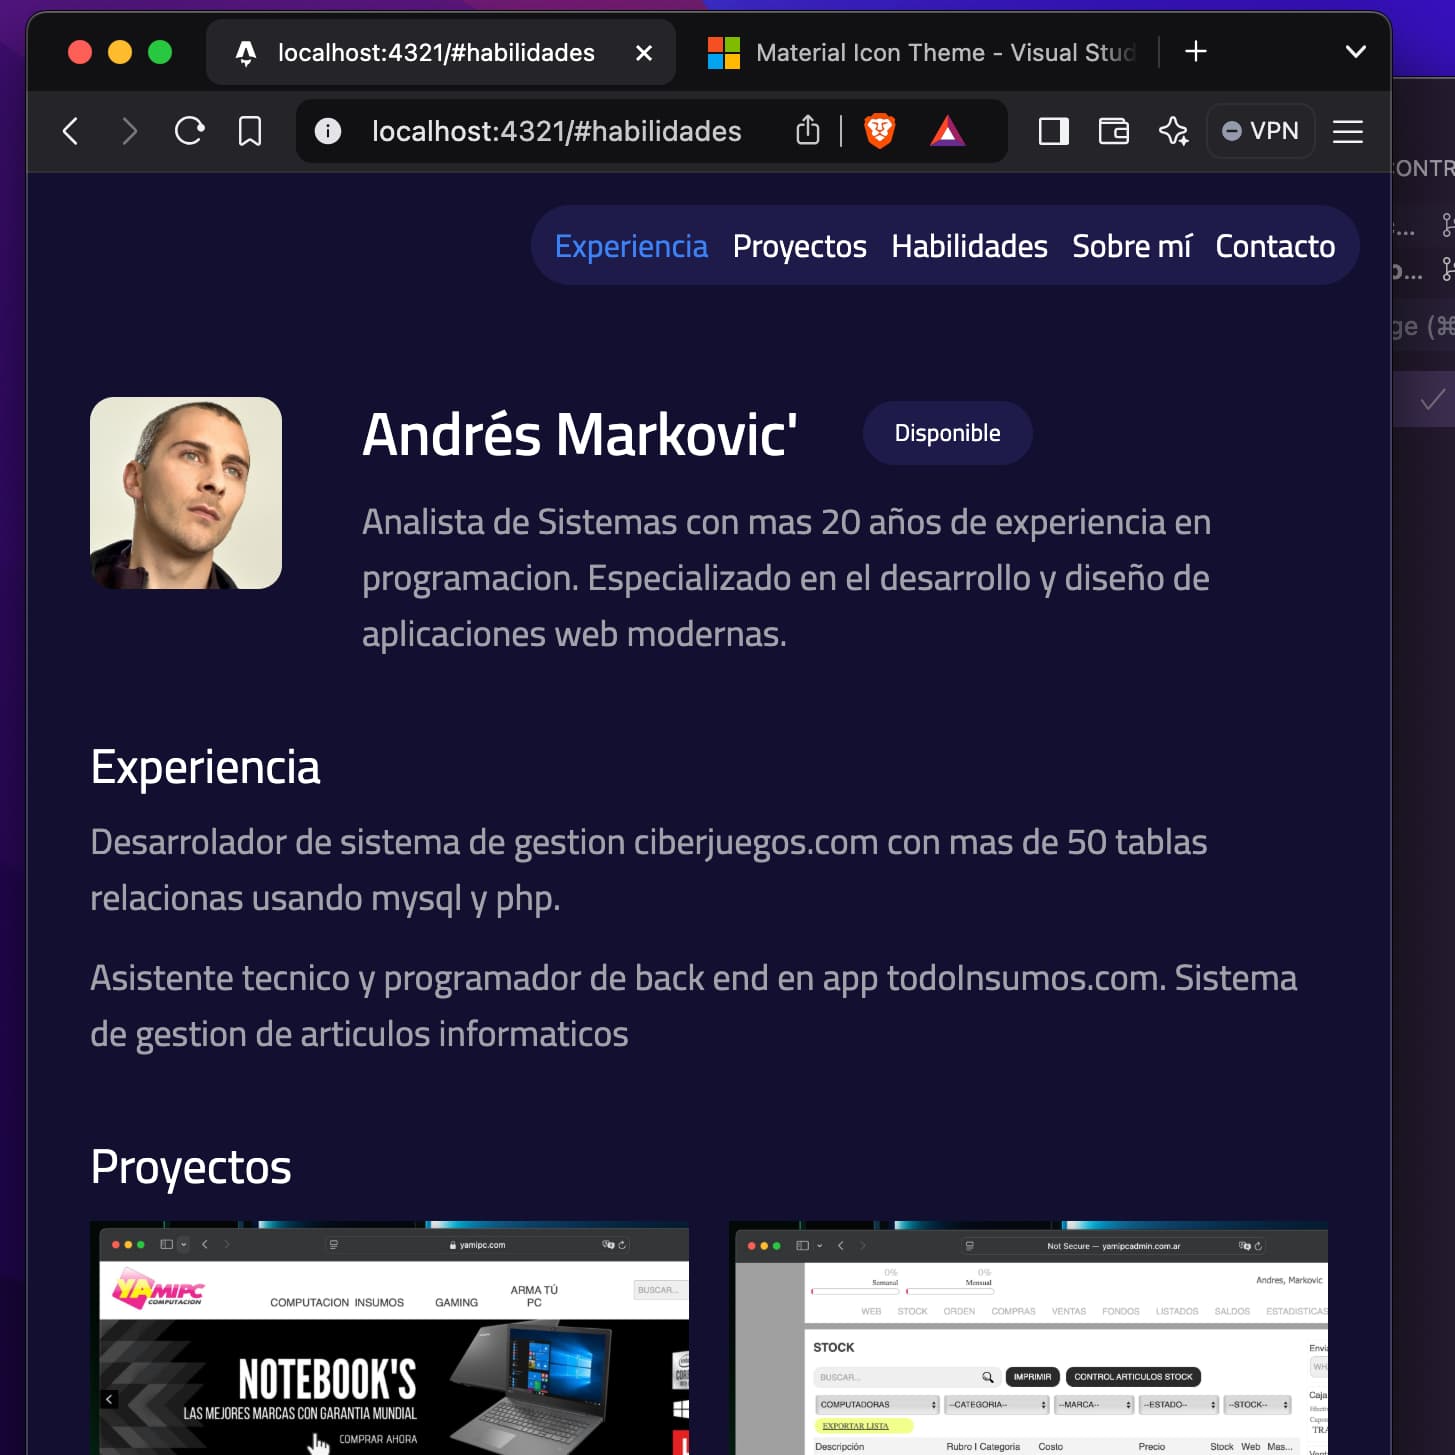 localhost:4321/#habilidades
Material Icon Theme - Visual Stud
localhost:4321/#habilidades
VPN
Experiencia Proyectos Habilidades Sobre mí Contacto
Andrés Markovic'
Disponible
Analista de Sistemas con mas 20 años de experiencia en
programacion. Especializado en el desarrollo y diseño de
aplicaciones web modernas.
Experiencia
Desarrolador de sistema de gestion ciberjuegos.com con mas de 50 tablas
relacionas usando mysql y php.
Asistente tecnico y programador de back end en app todoInsumos.com. Sistema
de gestion de articulos informaticos
Proyectos
yamipc.com
YAMIPC
COMPUTACION
COMPUTACION INSUMOS GAMING ARMA TÚ
PC
BUSCAR...
NOTEBOOK'S
LAS MEJORES MARCAS CON GARANTIA MUNDIAL
COMPRAR AHORA
Not Secure — yamipcadmin.com.ar
0% 0%
Semanal Mensual
Andres, Markovic
WEB STOCK ORDEN COMPRAS VENTAS FONDOS LISTADOS SALDOS ESTADISTICAS
STOCK
BUSCAR...
IMPRIMIR
CONTROL ARTICULOS STOCK
COMPUTADORAS --CATEGORIA-- --MARCA-- --ESTADO-- --STOCK--
EXPORTAR LISTA
Descripción Rubro I Categoria Costo Precio Stock Web Mas...
Caja